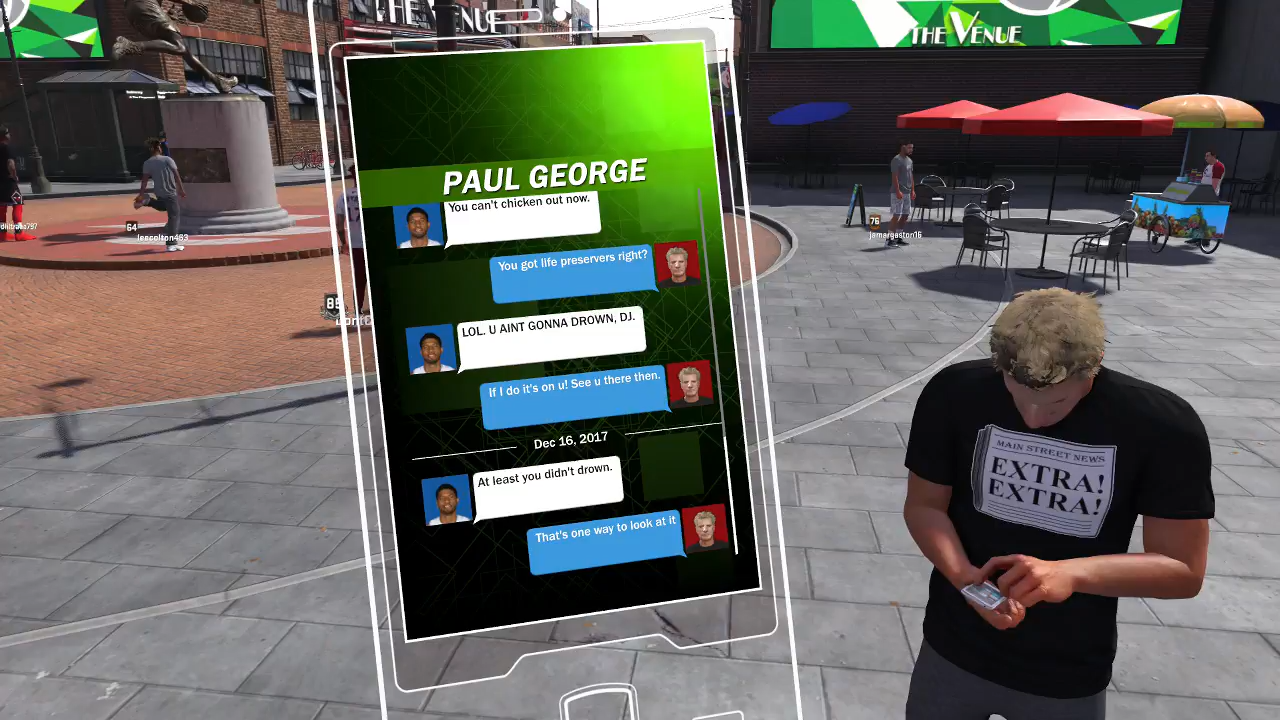 THE VENUE
THE VENUE
PAUL GEORGE
You can't chicken out now.
You got life preservers right?
LOL. U AINT GONNA DROWN, DJ.
If I do it's on u! See u there then.
Dec 16, 2017
At least you didn't drown.
That's one way to look at it
64
76
jamargaston16
85
MAIN STREET NEWS
EXTRA!
EXTRA!